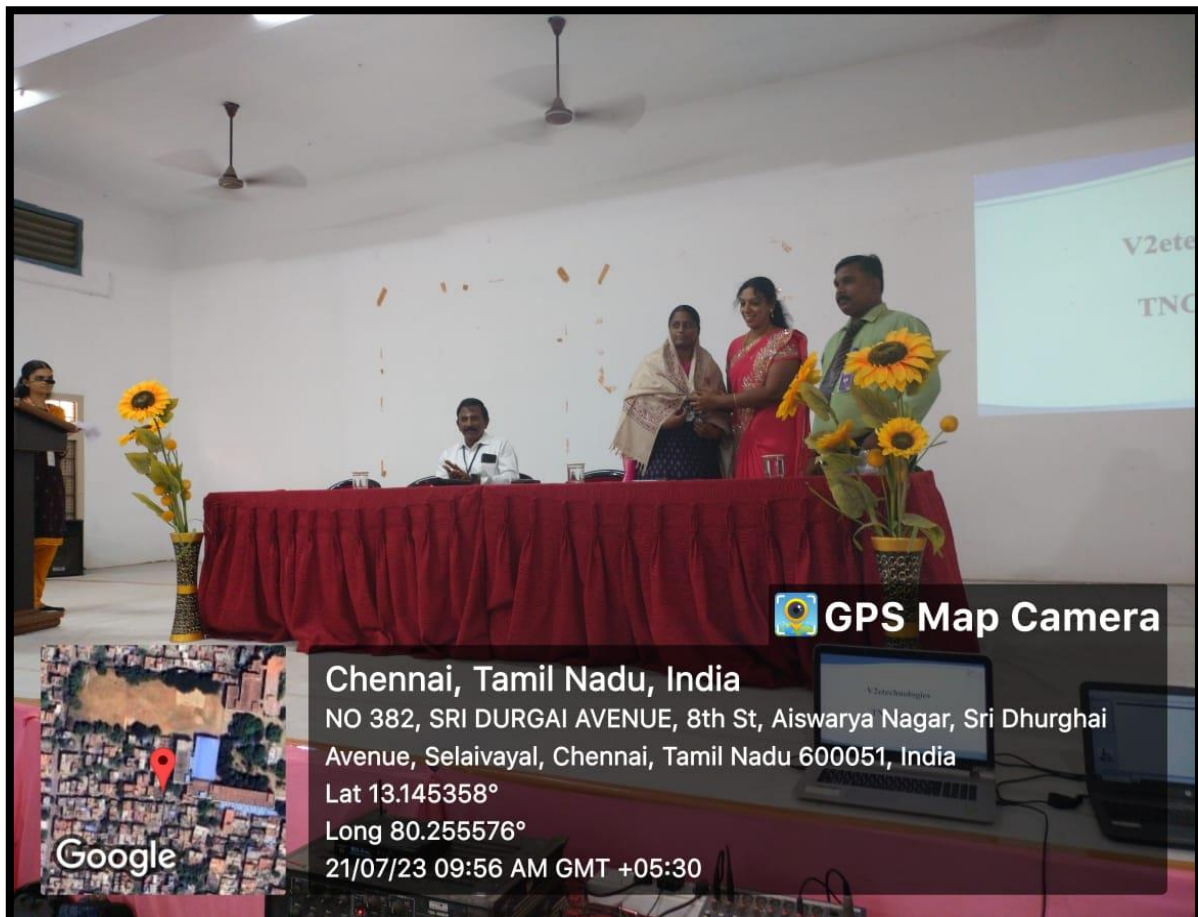 V2ete
TNC
GPS Map Camera
V2etechnologies
Chennai, Tamil Nadu, India
NO 382, SRI DURGAI AVENUE, 8th St, Aiswarya Nagar, Sri Dhurghai
Avenue, Selaivayal, Chennai, Tamil Nadu 600051, India
Lat 13.145358°
Long 80.255576°
21/07/23 09:56 AM GMT +05:30
Google